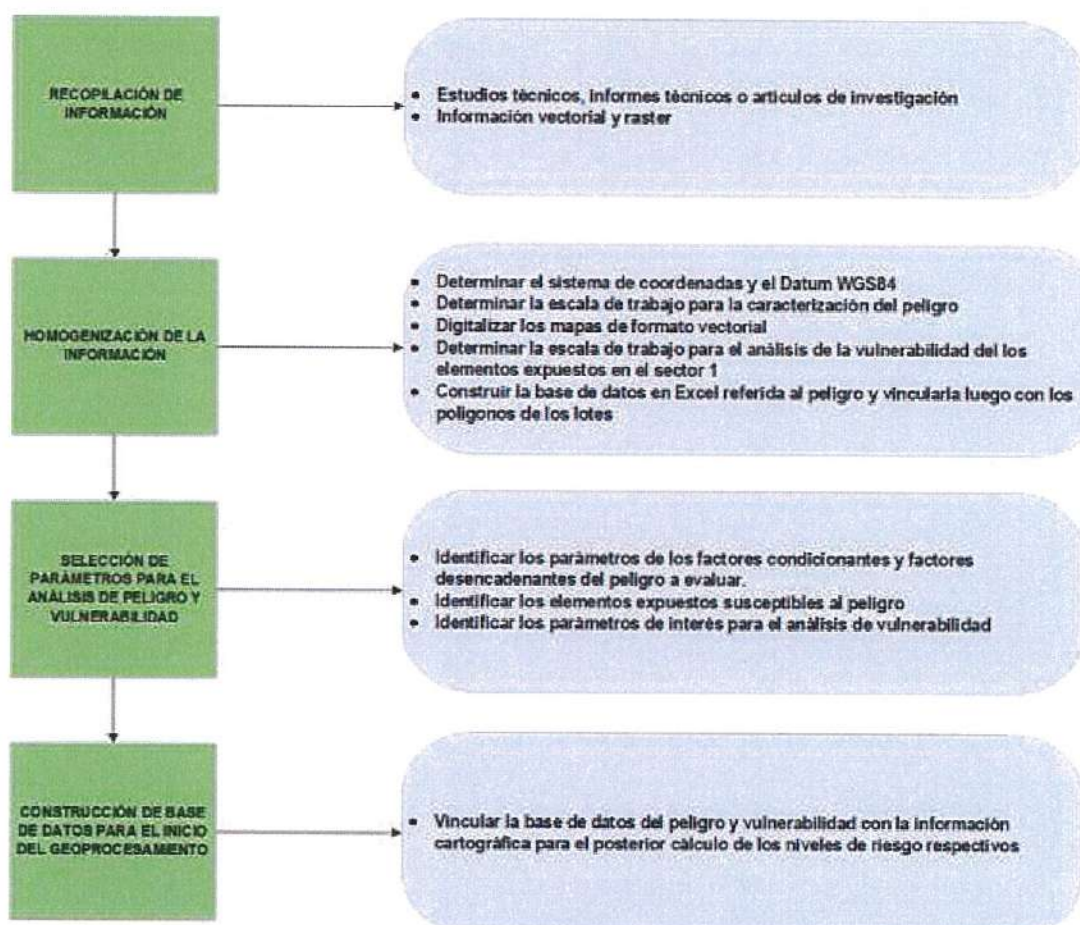 RECOPILACIÓN DE
INFORMACIÓN
• Estudios técnicos, informes técnicos o artículos de investigación
• Información vectorial y raster
HOMOGENIZACIÓN DE LA
INFORMACIÓN
• Determinar el sistema de coordenadas y el Datum WGS84
• Determinar la escala de trabajo para la caracterización del peligro
• Digitalizar los mapas de formato vectorial
• Determinar la escala de trabajo para el análisis de la vulnerabilidad del los
elementos expuestos en el sector 1
• Construir la base de datos en Excel referida al peligro y vincularla luego con los
polígonos de los lotes
SELECCIÓN DE
PARÁMETROS PARA EL
ANÁLISIS DE PELIGRO Y
VULNERABILIDAD
• Identificar los parámetros de los factores condicionantes y factores
desencadenantes del peligro a evaluar.
• Identificar los elementos expuestos susceptibles al peligro
• Identificar los parámetros de interés para el análisis de vulnerabilidad
CONSTRUCCIÓN DE BASE
DE DATOS PARA EL INICIO
DEL GEOPROCESAMIENTO
• Vincular la base de datos del peligro y vulnerabilidad con la información
cartográfica para el posterior cálculo de los niveles de riesgo respectivos